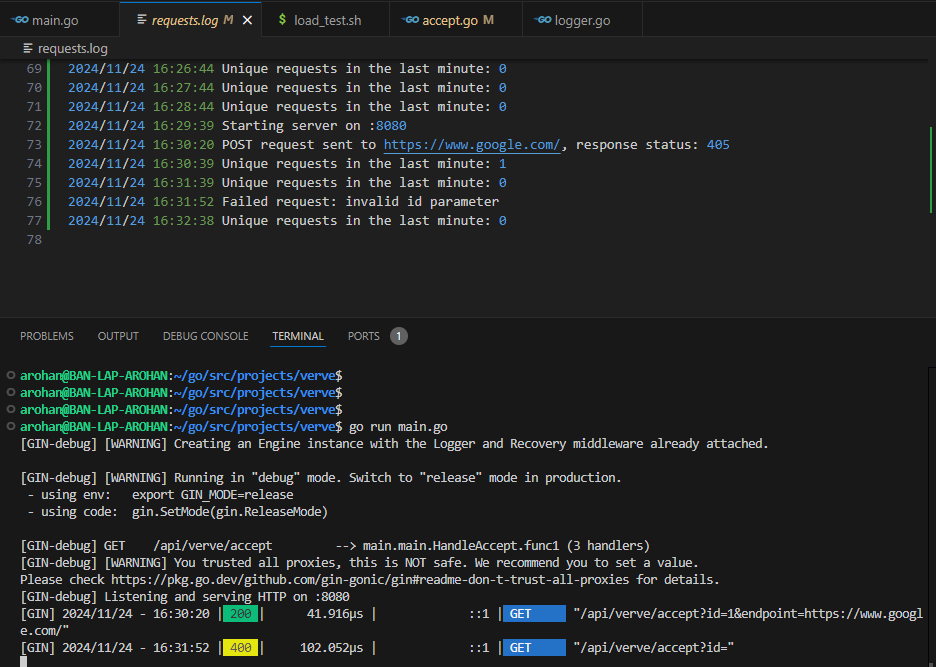 GO main.go
requests.log M
$ load_test.sh
GO accept.go M
GO logger.go
requests.log
69 2024/11/24 16:26:44 Unique requests in the last minute: 0
70 2024/11/24 16:27:44 Unique requests in the last minute: 0
71 2024/11/24 16:28:44 Unique requests in the last minute: 0
72 2024/11/24 16:29:39 Starting server on :8080
73 2024/11/24 16:30:20 POST request sent to https://www.google.com/, response status: 405
74 2024/11/24 16:30:39 Unique requests in the last minute: 1
75 2024/11/24 16:31:39 Unique requests in the last minute: 0
76 2024/11/24 16:31:52 Failed request: invalid id parameter
77 2024/11/24 16:32:38 Unique requests in the last minute: 0
78
PROBLEMS OUTPUT DEBUG CONSOLE TERMINAL PORTS 1
arohan@BAN-LAP-AROHAN:~/go/src/projects/verve$
arohan@BAN-LAP-AROHAN:~/go/src/projects/verve$
arohan@BAN-LAP-AROHAN:~/go/src/projects/verve$
arohan@BAN-LAP-AROHAN:~/go/src/projects/verve$ go run main.go
[GIN-debug] [WARNING] Creating an Engine instance with the Logger and Recovery middleware already attached.
[GIN-debug] [WARNING] Running in "debug" mode. Switch to "release" mode in production.
- using env:   export GIN_MODE=release
- using code:  gin.SetMode(gin.ReleaseMode)
[GIN-debug] GET    /api/verve/accept         --> main.main.HandleAccept.func1 (3 handlers)
[GIN-debug] [WARNING] You trusted all proxies, this is NOT safe. We recommend you to set a value.
Please check https://pkg.go.dev/github.com/gin-gonic/gin#readme-don-t-trust-all-proxies for details.
[GIN-debug] Listening and serving HTTP on :8080
[GIN] 2024/11/24 - 16:30:20 | 200 |      41.916µs |             ::1 | GET      "/api/verve/accept?id=1&endpoint=https://www.googl
e.com/"
[GIN] 2024/11/24 - 16:31:52 | 400 |     102.052µs |             ::1 | GET      "/api/verve/accept?id="